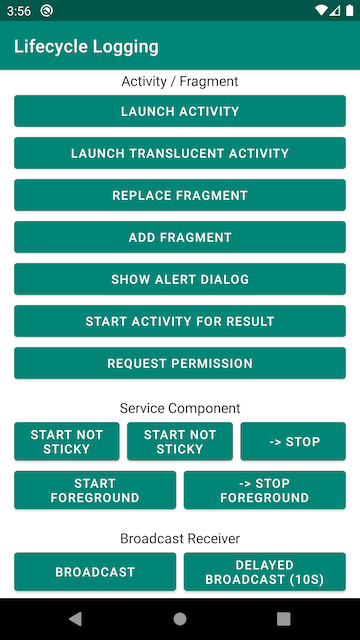 3:56
Lifecycle Logging
Activity / Fragment
LAUNCH ACTIVITY
LAUNCH TRANSLUCENT ACTIVITY
REPLACE FRAGMENT
ADD FRAGMENT
SHOW ALERT DIALOG
START ACTIVITY FOR RESULT
REQUEST PERMISSION
Service Component
START NOT
STICKY
START NOT
STICKY
-> STOP
START
FOREGROUND
-> STOP
FOREGROUND
Broadcast Receiver
BROADCAST
DELAYED
BROADCAST (10S)